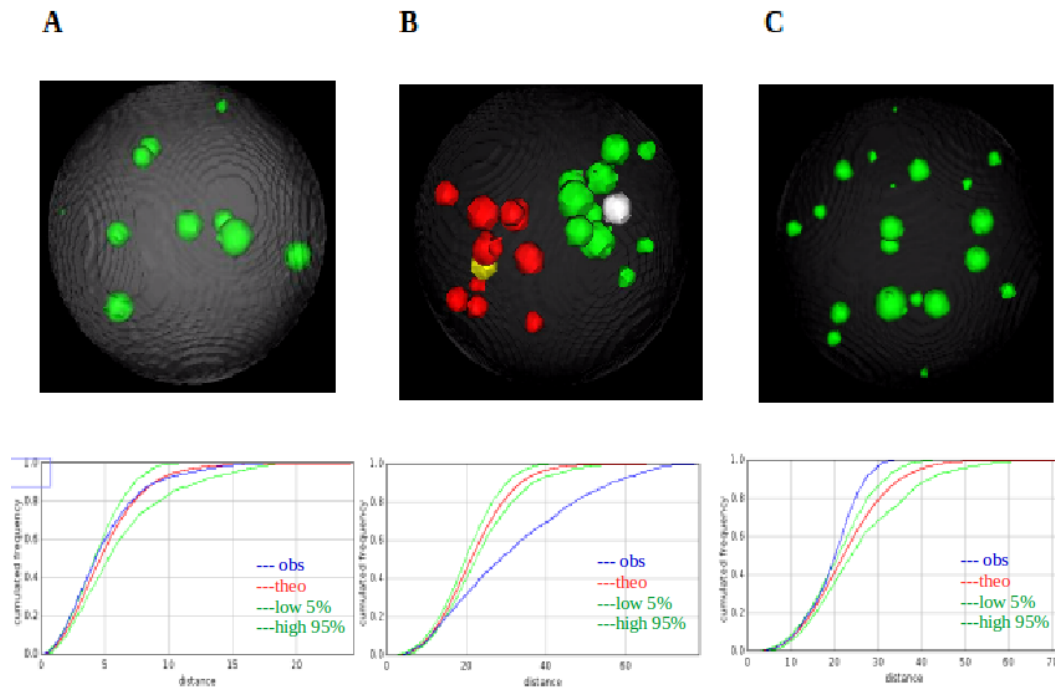 A
B
C
cumulated frequency
1.0
0.8
0.6
0.4
0.2
0.0
0
5
10
15
20
distance
--- obs
--- theo
--- low 5%
--- high 95%
cumulated frequency
1.0
0.8
0.6
0.4
0.2
0.0
20
40
60
distance
--- obs
--- theo
--- low 5%
--- high 95%
cumulated frequency
1.0
0.8
0.6
0.4
0.2
0.0
0
10
20
30
40
50
60
70
distance
--- obs
--- theo
--- low 5%
--- high 95%